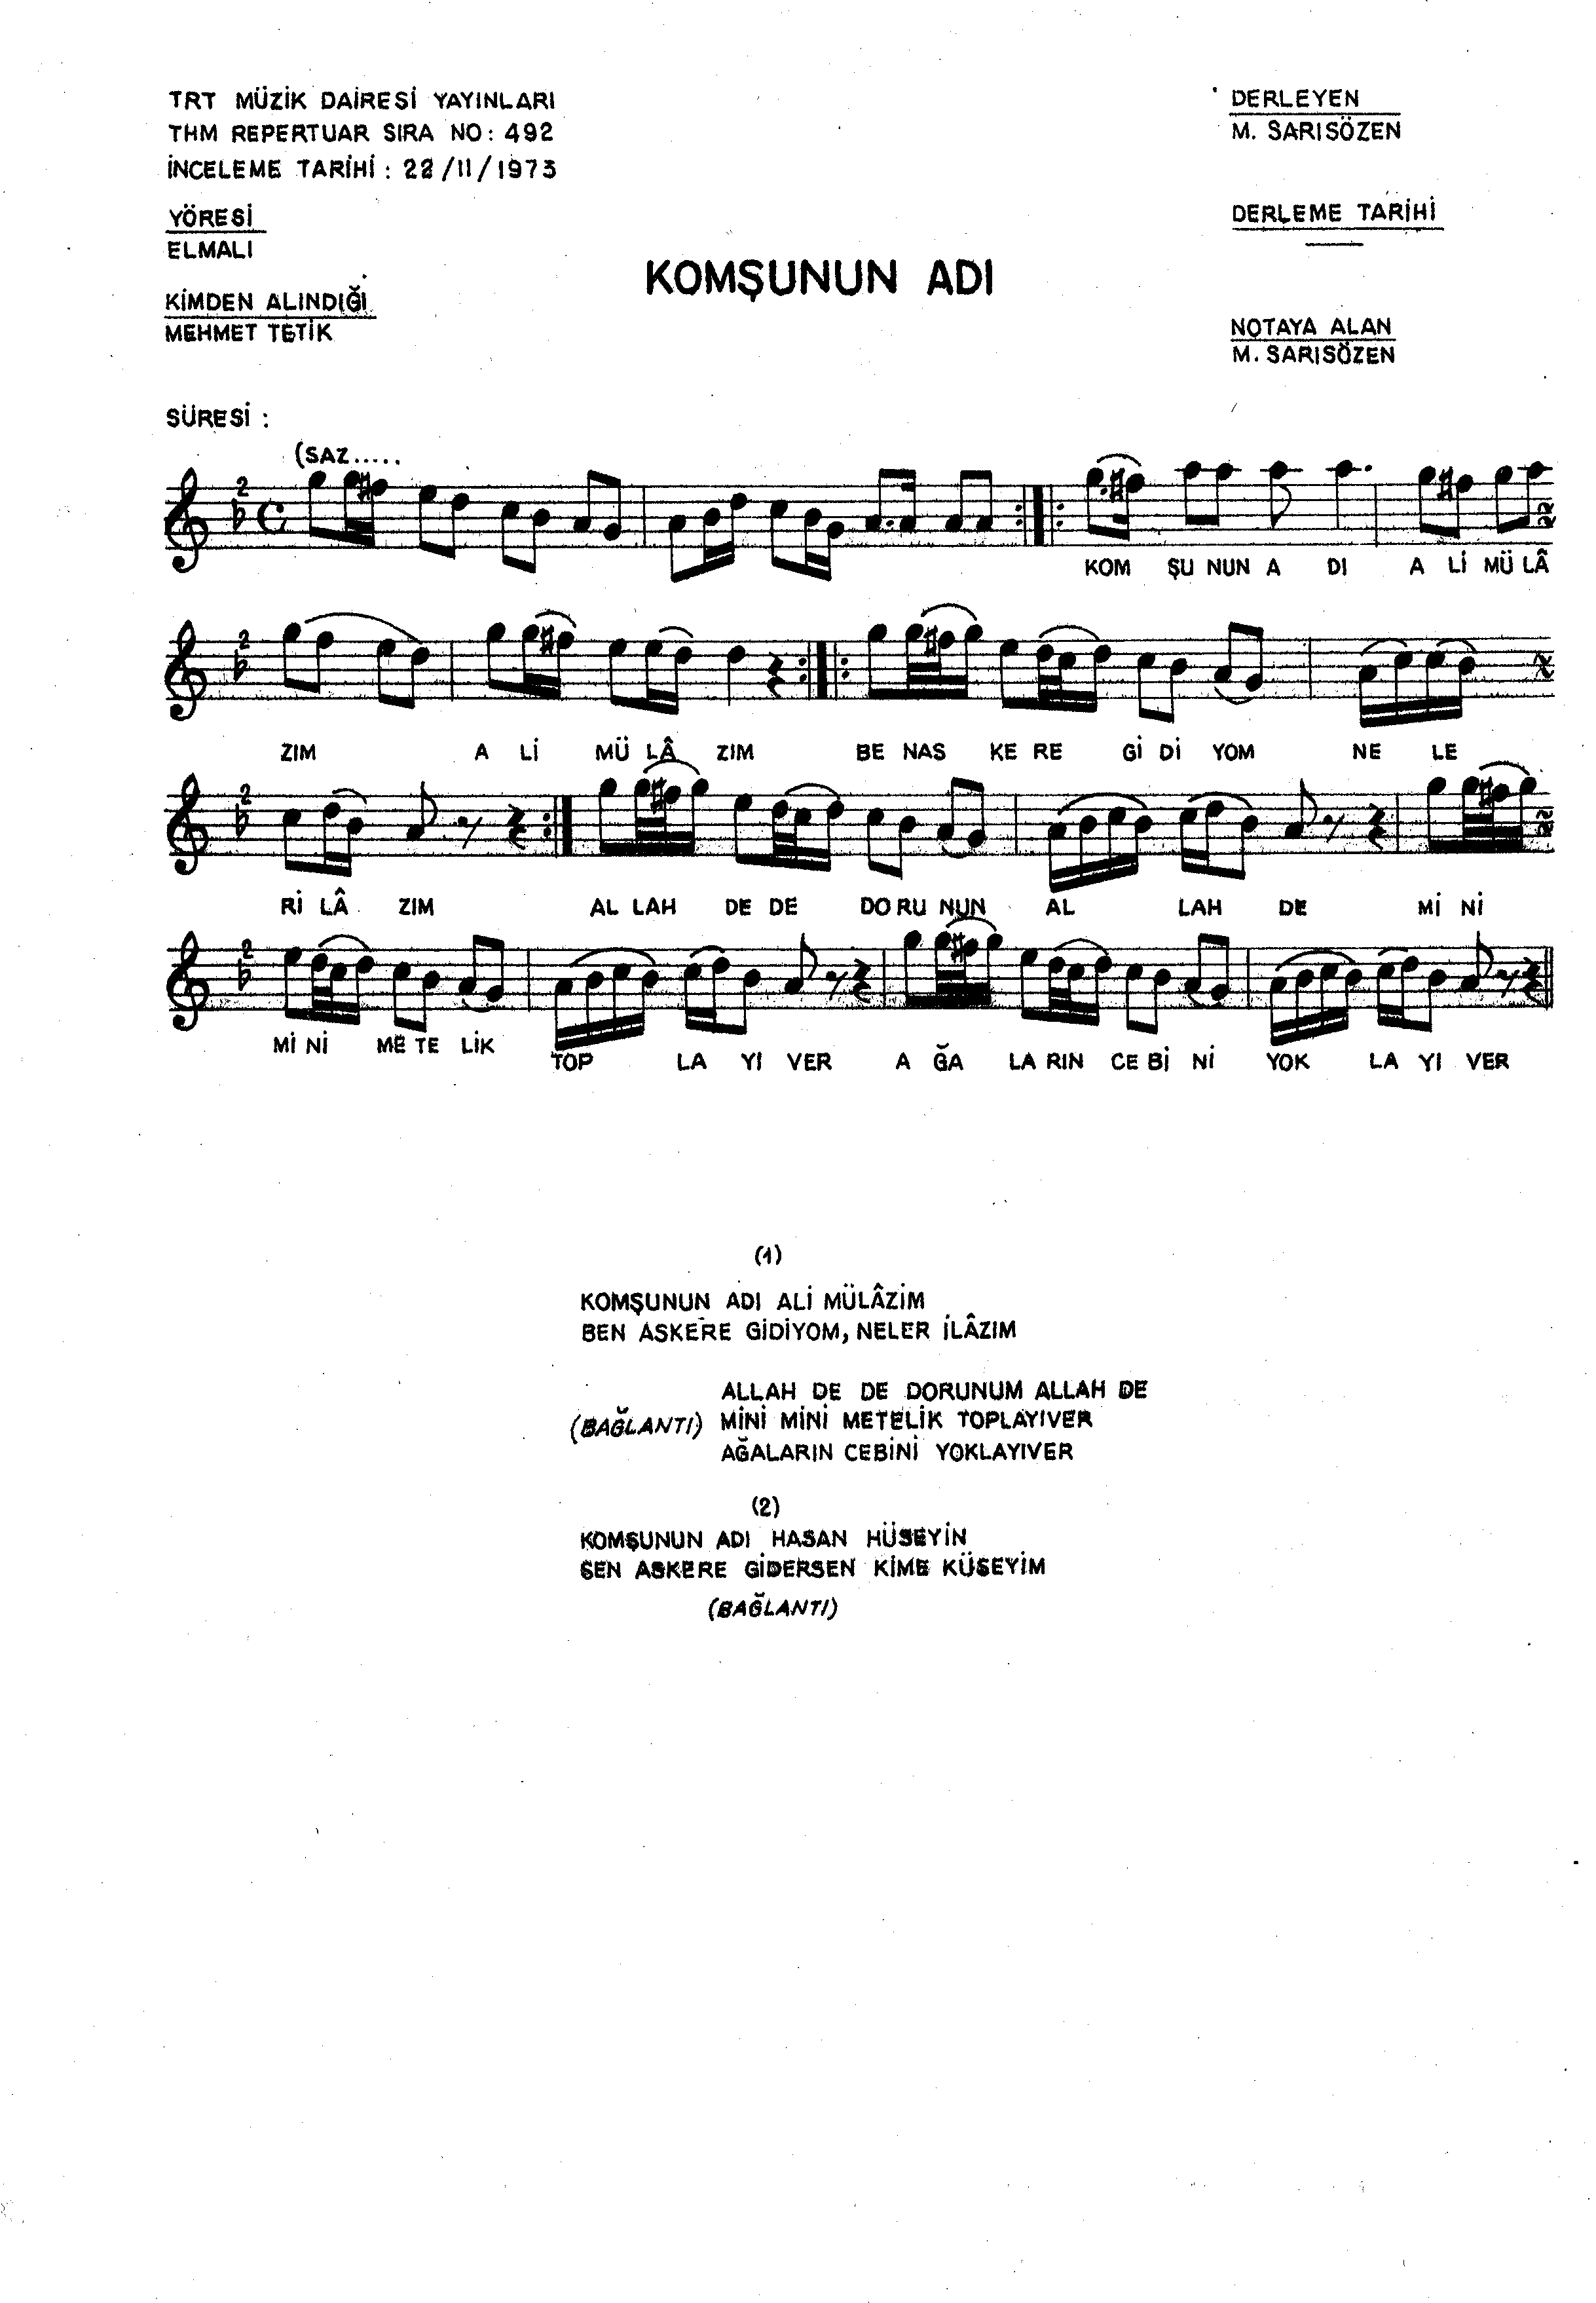 TRT MÜZİK DAİRESİ YAYINLARI
THM REPERTUAR SIRA NO: 492
İNCELEME TARİHİ : 22/11/1973
YÖRESİ
ELMALI
KİMDEN ALINDIĞI
MEHMET TETİK
SÜRESİ :
DERLEYEN
M. SARISÖZEN
DERLEME TARİHİ
NOTAYA ALAN
M. SARISÖZEN
KOMŞUNUN ADI
(SAZ.....
KOM ŞU NUN A DI A Lİ MÜ LÂ
ZIM A Lİ MÜ LÂ ZIM BE NAS KE RE Gİ Dİ YOM NE LE
Rİ LÂ ZIM AL LAH DE DE DO RU NUN AL LAH DE Mİ Nİ
Mİ Nİ ME TE LİK TOP LA YI VER A ĞA LA RIN CE Bİ Nİ YOK LA YI VER
(1)
KOMŞUNUN ADI ALİ MÜLÂZİM
BEN ASKERE GİDİYOM, NELER İLÂZIM
ALLAH DE DE DORUNUM ALLAH DE
(BAĞLANTI) MİNİ MİNİ METELİK TOPLAYIVER
AĞALARIN CEBİNİ YOKLAYIVER
(2)
KOMŞUNUN ADI HASAN HÜSEYİN
SEN ASKERE GİDERSEN KİME KÜSEYİM
(BAĞLANTI)